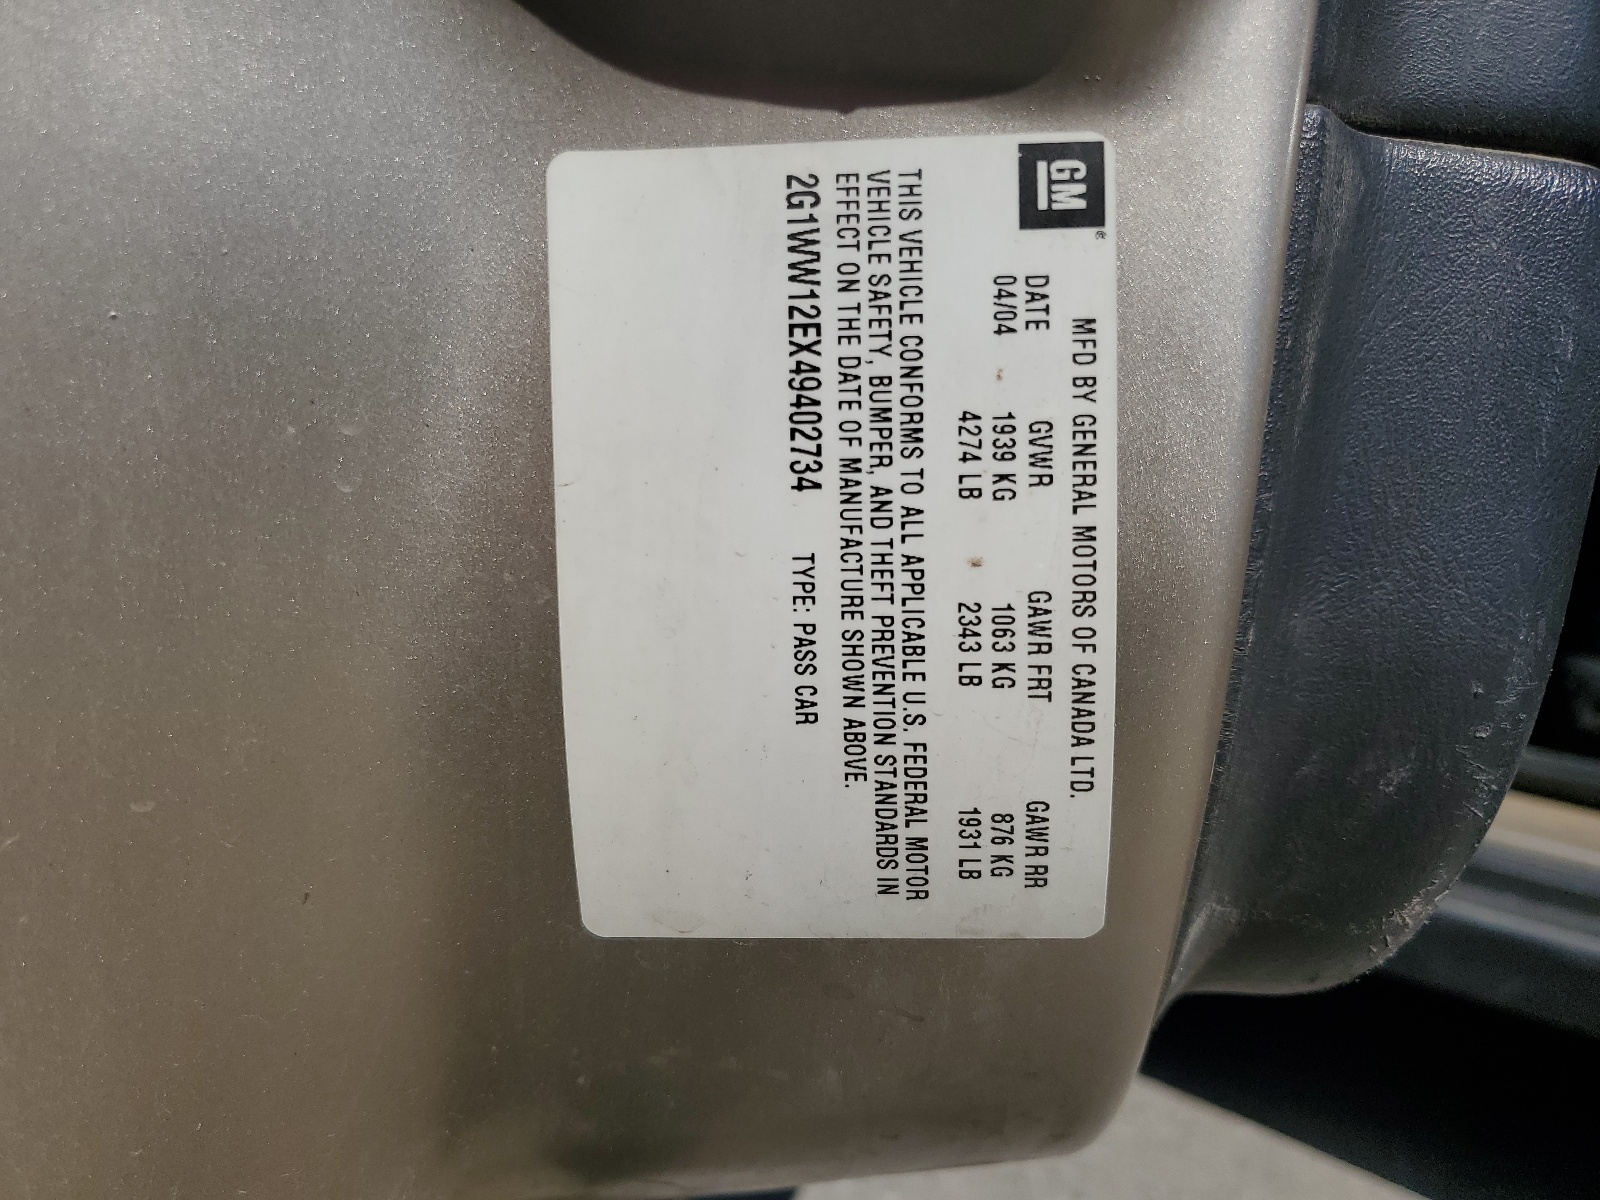 GM®
MFD BY GENERAL MOTORS OF CANADA LTD.
DATE GVWR GAWR FRT GAWR RR
04/04 1939 KG 1063 KG 876 KG
4274 LB 2343 LB 1931 LB
THIS VEHICLE CONFORMS TO ALL APPLICABLE U.S. FEDERAL MOTOR
VEHICLE SAFETY, BUMPER, AND THEFT PREVENTION STANDARDS IN
EFFECT ON THE DATE OF MANUFACTURE SHOWN ABOVE.
2G1WW12EX49402734 TYPE: PASS CAR